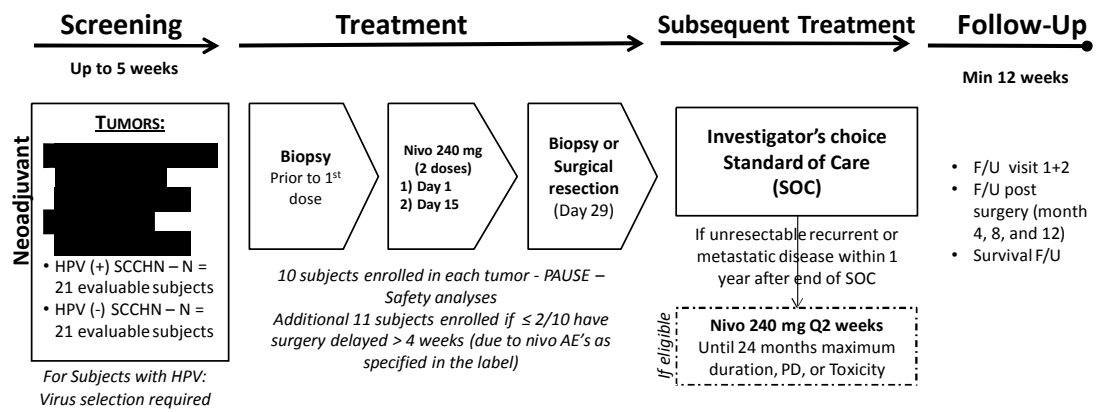 Screening
Up to 5 weeks
Treatment
Subsequent Treatment
Follow-Up
Min 12 weeks
Neoadjuvant
TUMORS:
• HPV (+) SCCHN – N =
21 evaluable subjects
• HPV (-) SCCHN – N =
21 evaluable subjects
For Subjects with HPV:
Virus selection required
Biopsy
Prior to 1st
dose
Nivo 240 mg
(2 doses)
1) Day 1
2) Day 15
Biopsy or
Surgical
resection
(Day 29)
10 subjects enrolled in each tumor - PAUSE –
Safety analyses
Additional 11 subjects enrolled if ≤ 2/10 have
surgery delayed > 4 weeks (due to nivo AE's as
specified in the label)
Investigator's choice
Standard of Care
(SOC)
If unresectable recurrent or
metastatic disease within 1
year after end of SOC
If eligible
Nivo 240 mg Q2 weeks
Until 24 months maximum
duration, PD, or Toxicity
• F/U visit 1+2
• F/U post
surgery (month
4, 8, and 12)
• Survival F/U